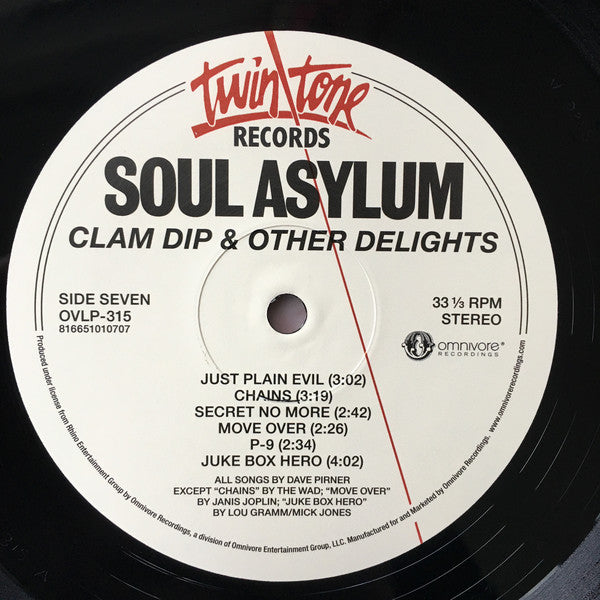 twin/tone
RECORDS
SOUL ASYLUM
CLAM DIP & OTHER DELIGHTS
SIDE SEVEN
OVLP-315
816651010707
33 ⅓ RPM
STEREO
omnivore®
RECORDINGS
JUST PLAIN EVIL (3:02)
CHAINS (3:19)
SECRET NO MORE (2:42)
MOVE OVER (2:26)
P-9 (2:34)
JUKE BOX HERO (4:02)
ALL SONGS BY DAVE PIRNER
EXCEPT “CHAINS” BY THE WAD; “MOVE OVER”
BY JANIS JOPLIN; “JUKE BOX HERO”
BY LOU GRAMM/MICK JONES
Produced under license from Rhino Entertainment Group by Omnivore Recordings, a division of Omnivore Entertainment Group, LLC. Manufactured for and Marketed by Omnivore Recordings. www.omnivorerecordings.com